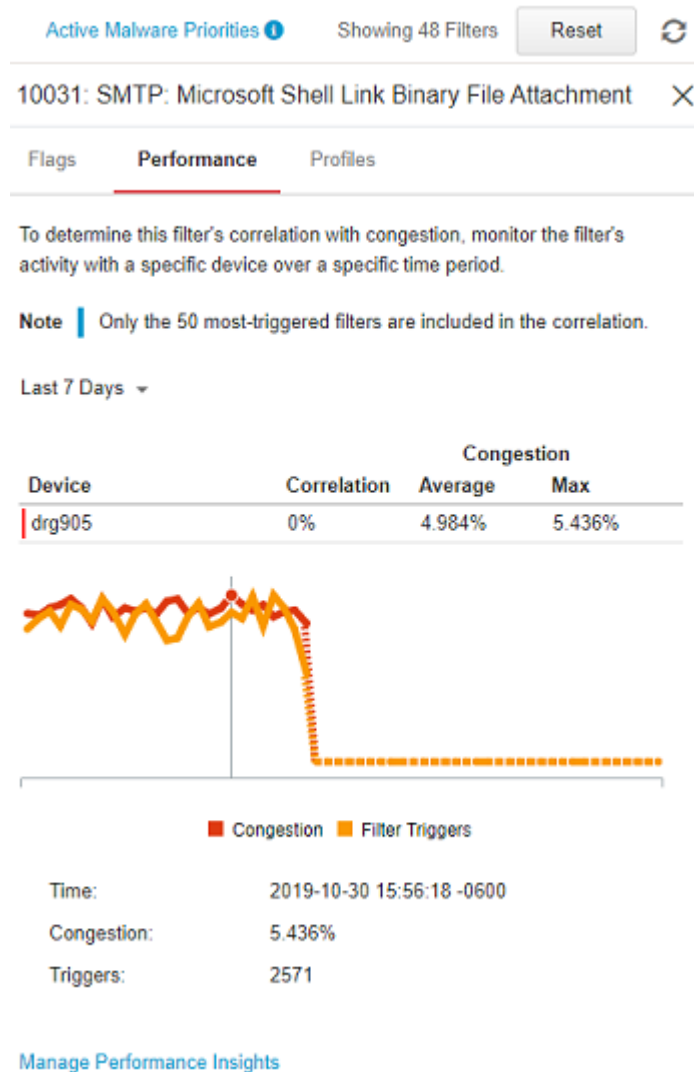 Active Malware Priorities i Showing 48 Filters Reset
10031: SMTP: Microsoft Shell Link Binary File Attachment
Flags Performance Profiles
To determine this filter's correlation with congestion, monitor the filter's
activity with a specific device over a specific time period.
Note Only the 50 most-triggered filters are included in the correlation.
Last 7 Days
Congestion
Device Correlation Average Max
drg905 0% 4.984% 5.436%
Congestion Filter Triggers
Time: 2019-10-30 15:56:18 -0600
Congestion: 5.436%
Triggers: 2571
Manage Performance Insights